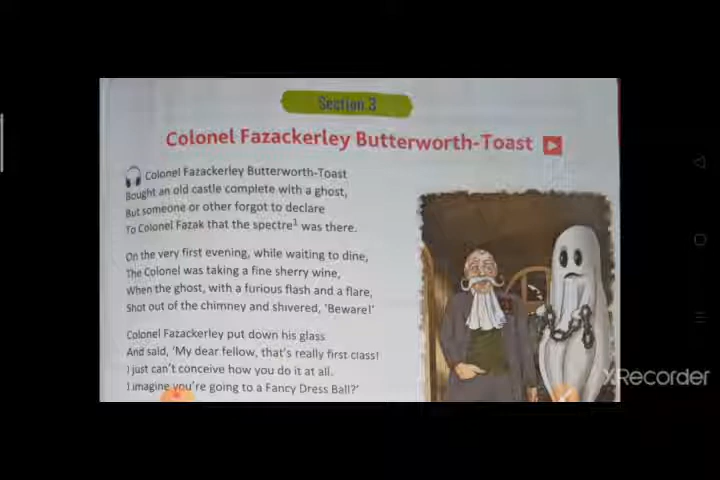 Section 3
Colonel Fazackerley Butterworth-Toast
Colonel Fazackerley Butterworth-Toast
Bought an old castle complete with a ghost,
But someone or other forgot to declare
To Colonel Fazak that the spectre¹ was there.
On the very first evening, while waiting to dine,
The Colonel was taking a fine sherry wine,
When the ghost, with a furious flash and a flare,
Shot out of the chimney and shivered, 'Beware!'
Colonel Fazackerley put down his glass
And said, 'My dear fellow, that's really first class!
I just can't conceive how you do it at all.
I imagine you're going to a Fancy Dress Ball?'
XRecorder